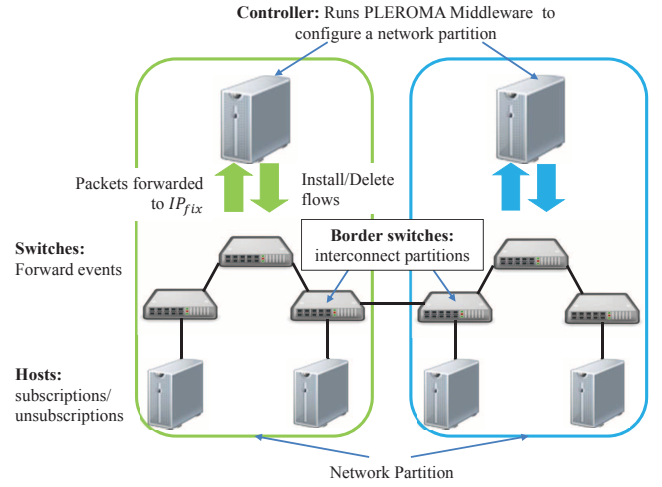 Controller: Runs PLEROMA Middleware to
configure a network partition
Packets forwarded
to IP_fix
Install/Delete
flows
Switches:
Forward events
Border switches:
interconnect partitions
Hosts:
subscriptions/
unsubscriptions
Network Partition